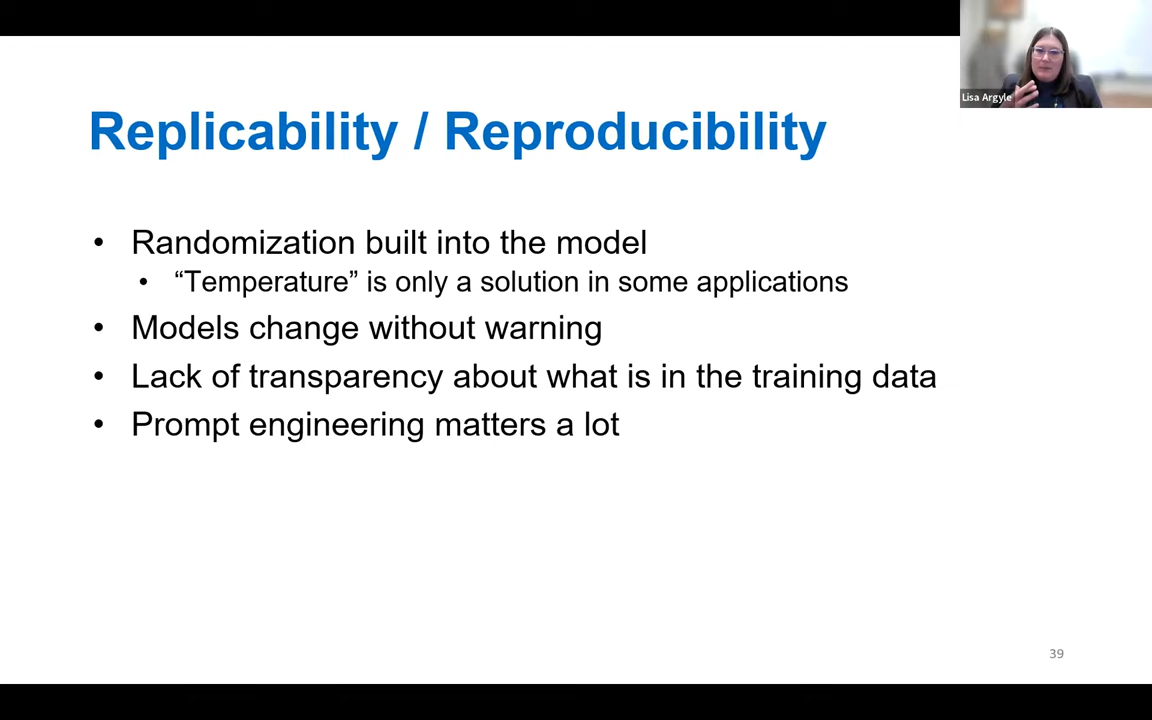 Lisa Argyle
Replicability / Reproducibility
• Randomization built into the model
• “Temperature” is only a solution in some applications
• Models change without warning
• Lack of transparency about what is in the training data
• Prompt engineering matters a lot
39